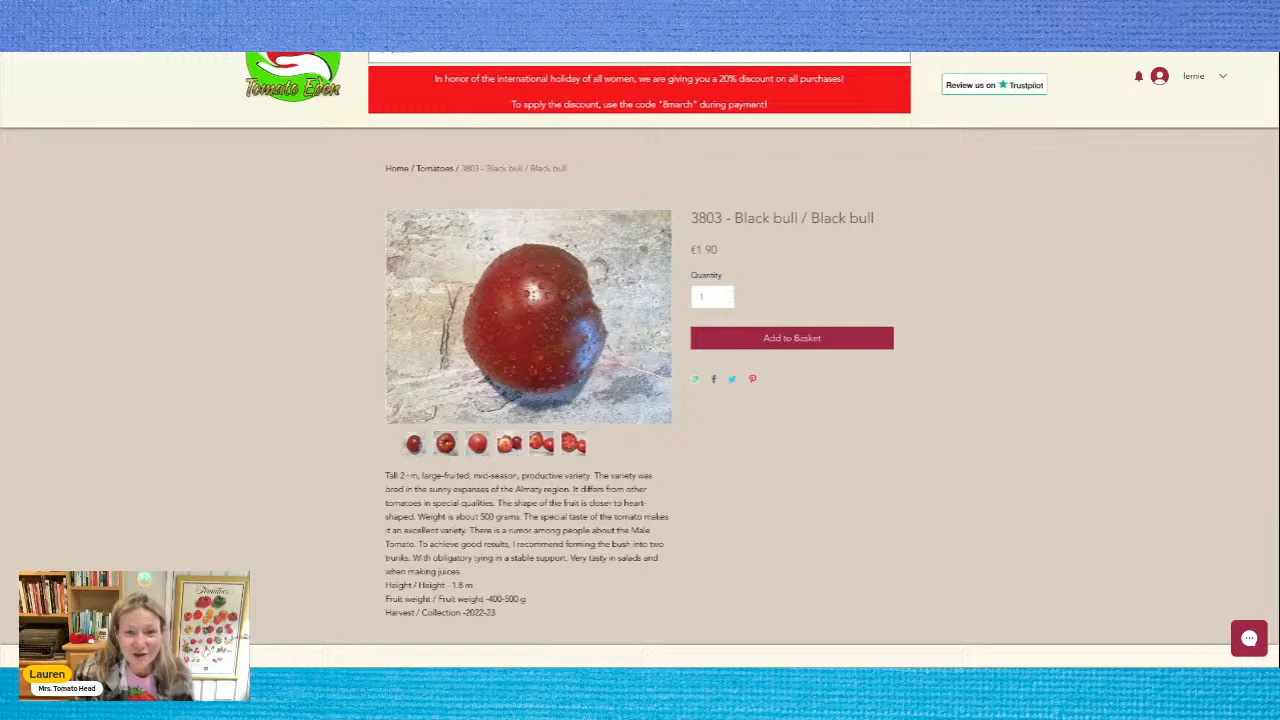 Tomato Eden
In honor of the international holiday of all women, we are giving you a 20% discount on all purchases!
To apply the discount, use the code "8march" during payment!
Review us on Trustpilot
lernie
Home / Tomatoes / 3803 - Black bull / Black bull
3803 - Black bull / Black bull
€1.90
Quantity
1
Add to Basket
Tall 2+m, large-fruited, mid-season, productive variety. The variety was
bred in the sunny expanses of the Almaty region. It differs from other
tomatoes in special qualities. The shape of the fruit is closer to heart-
shaped. Weight is about 500 grams. The special taste of the tomato makes
it an excellent variety. There is a rumor among people about the Male
Tomato. To achieve good results, I recommend forming the bush into two
trunks. With obligatory tying in a stable support. Very tasty in salads and
when making juices.
Height / Height - 1.8 m
Fruit weight / Fruit weight -400-500 g
Harvest / Collection -2022-23
Tomatoes
Lauren
Mrs. Tomato Head